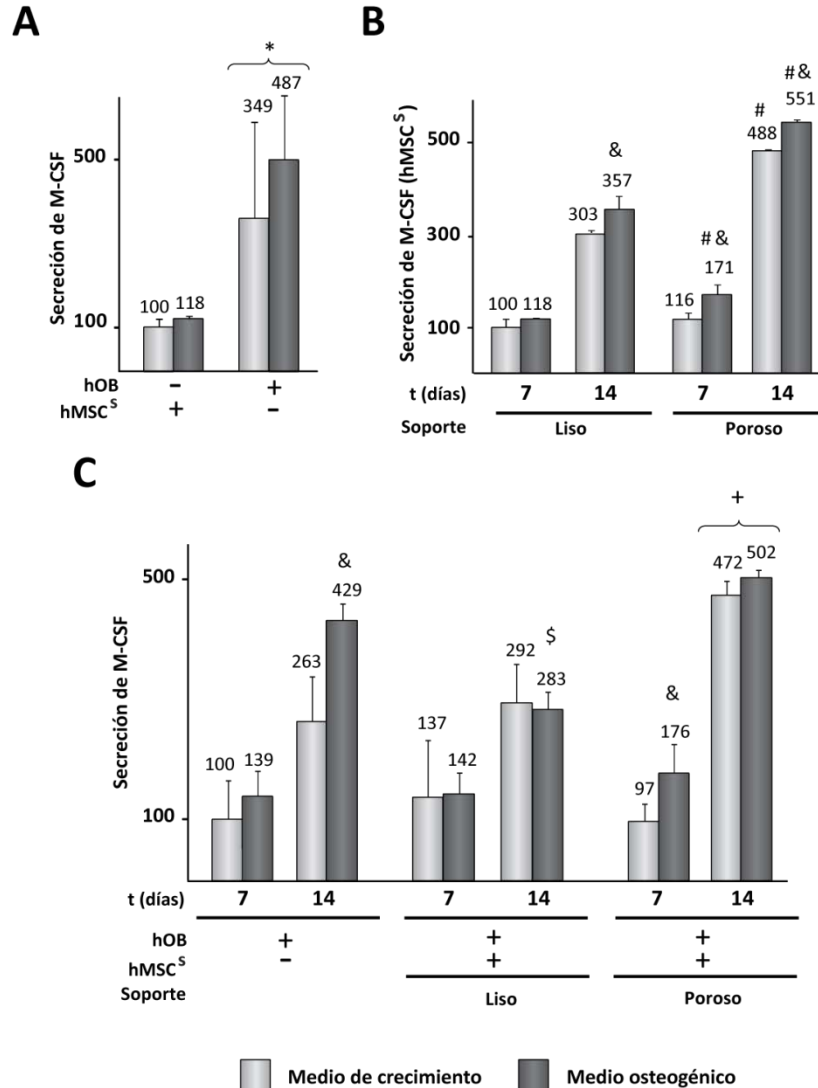 A
Secreción de M-CSF
500
100
100 118
*
349 487
hOB - +
hMSC S + -
B
Secreción de M-CSF (hMSC S)
500
300
100
100 118
303
&
357
116
# &
171
#
488
# &
551
t (días) 7 14 7 14
Soporte Liso Poroso
C
Secreción de M-CSF
500
100
100 139
263
&
429
137 142
292
$
283
97
&
176
+
472 502
t (días) 7 14 7 14 7 14
hOB + + +
hMSC S - + +
Soporte Liso Poroso
Medio de crecimiento Medio osteogénico